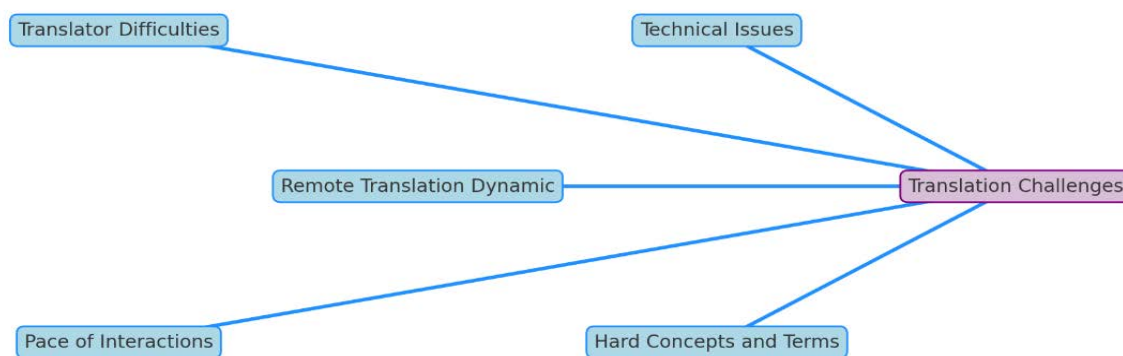 Translator Difficulties
Technical Issues
Remote Translation Dynamic
Translation Challenges
Pace of Interactions
Hard Concepts and Terms